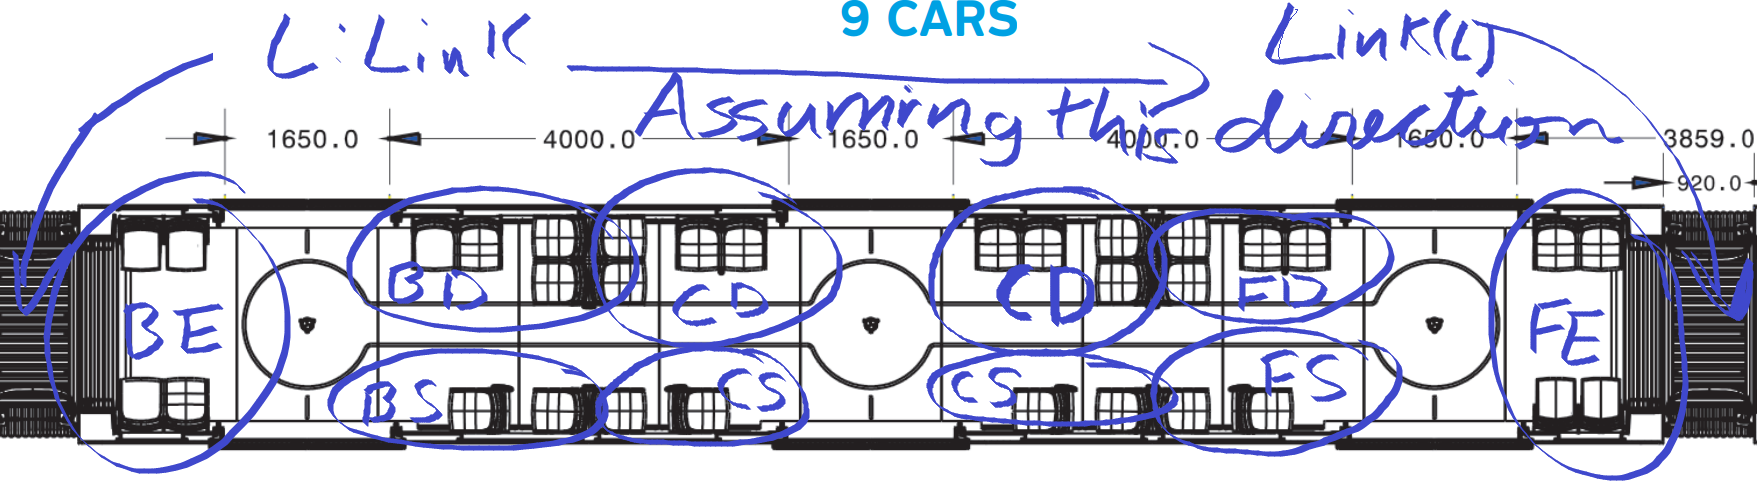 9 CARS
L:Link Link(L)
Assuming this direction
1650.0 4000.0 1650.0 4000.0 1650.0 3859.0
920.0
BD CD CD FD
BE FE
BS CS CS FS